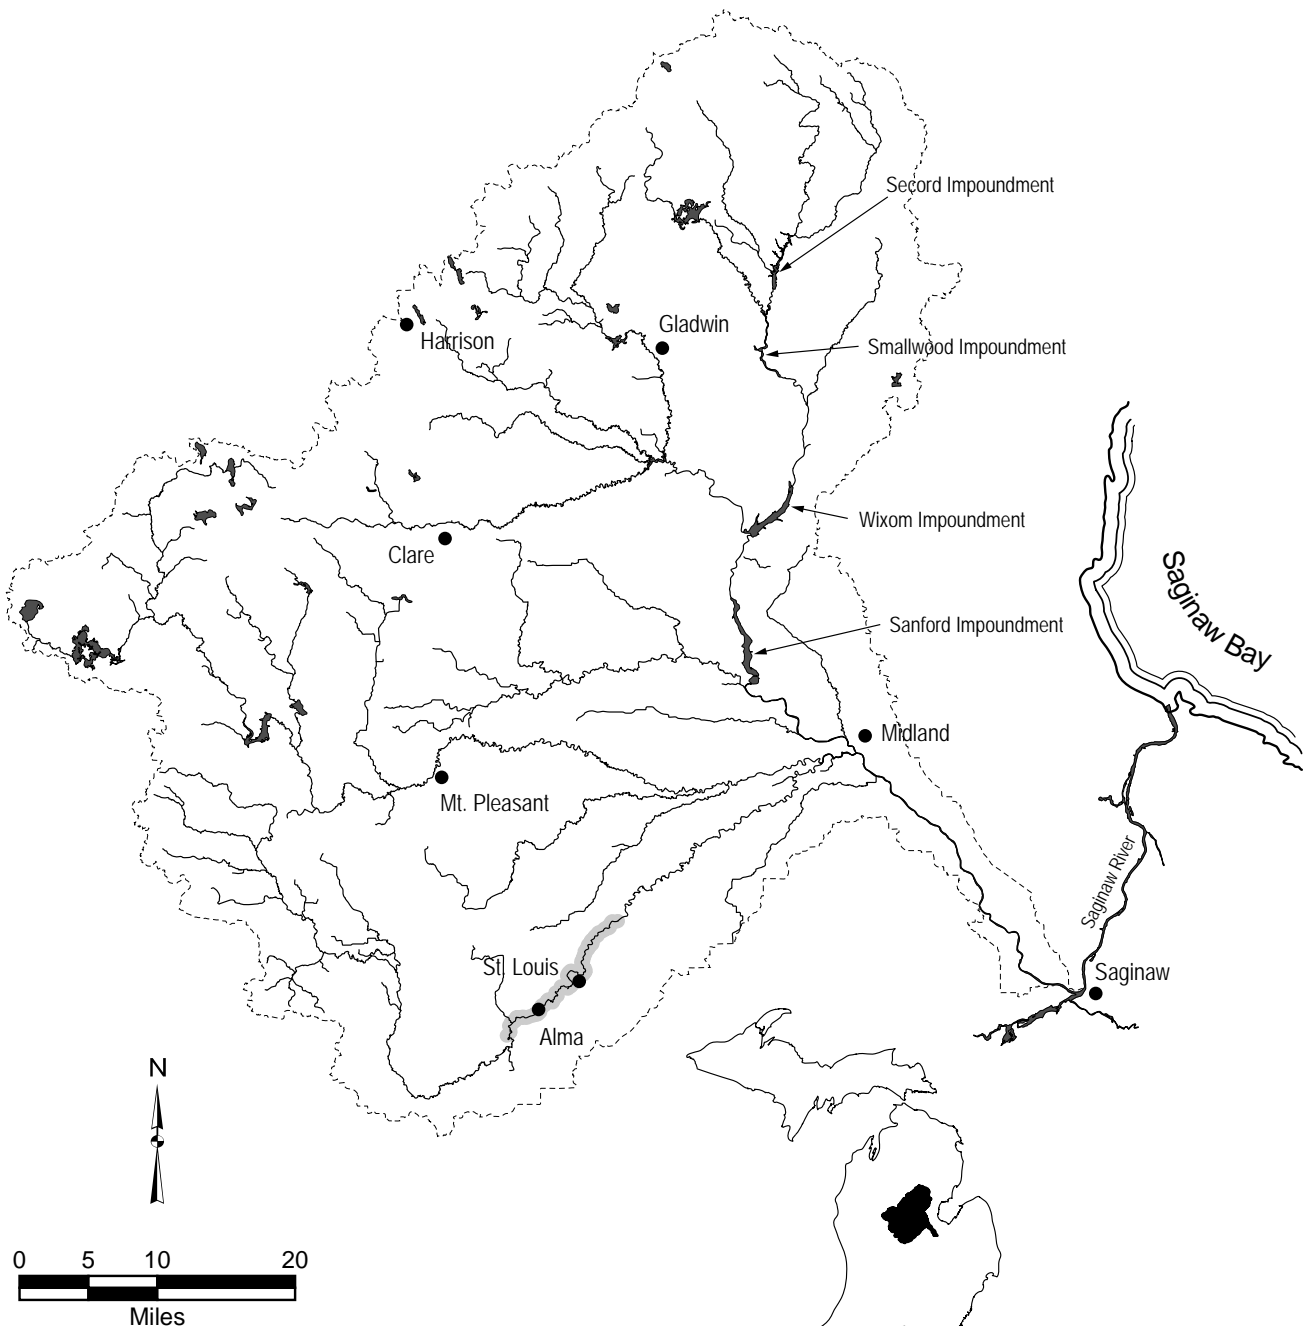 Secord Impoundment
Gladwin
Harrison
Smallwood Impoundment
Wixom Impoundment
Clare
Saginaw Bay
Sanford Impoundment
Midland
Mt. Pleasant
Saginaw River
St. Louis
Saginaw
Alma
N
0 5 10 20
Miles